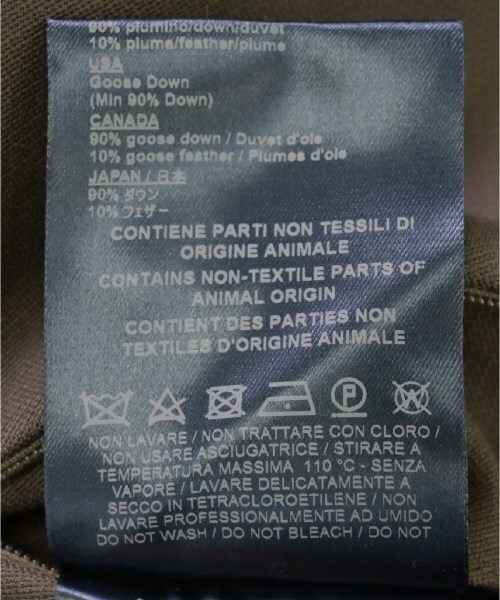 90% piumino/down/duvet
10% piuma/feather/plume
USA
Goose Down
(Min 90% Down)
CANADA
90% goose down / Duvet d'oie
10% goose feather / Plumes d'oie
JAPAN / 日本
90% ダウン
10% フェザー
CONTIENE PARTI NON TESSILI DI
ORIGINE ANIMALE
CONTAINS NON-TEXTILE PARTS OF
ANIMAL ORIGIN
CONTIENT DES PARTIES NON
TEXTILES D'ORIGINE ANIMALE
P W
NON LAVARE / NON TRATTARE CON CLORO /
NON USARE ASCIUGATRICE / STIRARE A
TEMPERATURA MASSIMA 110 °C - SENZA
VAPORE / LAVARE DELICATAMENTE A
SECCO IN TETRACLOROETILENE / NON
LAVARE PROFESSIONALMENTE AD UMIDO
DO NOT WASH / DO NOT BLEACH / DO NOT